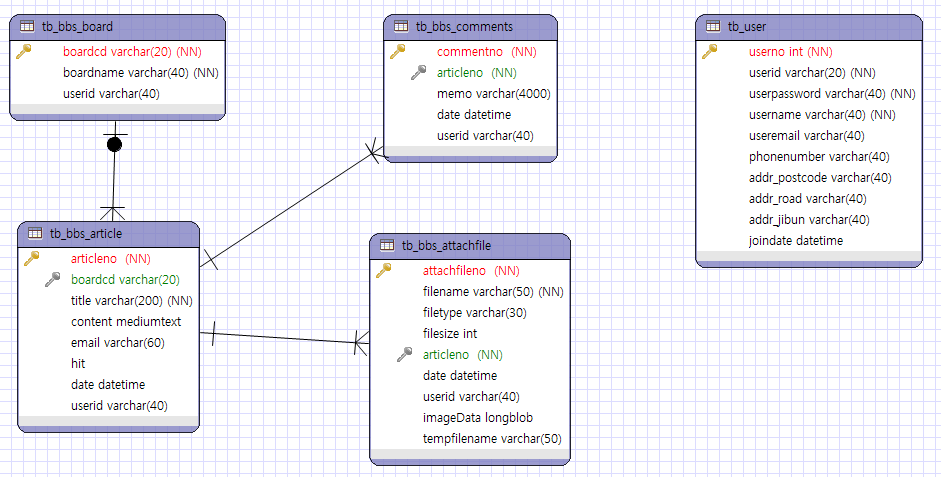 tb_bbs_board
boardcd varchar(20) (NN)
boardname varchar(40) (NN)
userid varchar(40)
tb_bbs_comments
commentno (NN)
articleno (NN)
memo varchar(4000)
date datetime
userid varchar(40)
tb_user
userno int (NN)
userid varchar(20) (NN)
userpassword varchar(40) (NN)
username varchar(40) (NN)
useremail varchar(40)
phonenumber varchar(40)
addr_postcode varchar(40)
addr_road varchar(40)
addr_jibun varchar(40)
joindate datetime
tb_bbs_article
articleno (NN)
boardcd varchar(20)
title varchar(200) (NN)
content mediumtext
email varchar(60)
hit
date datetime
userid varchar(40)
tb_bbs_attachfile
attachfileno (NN)
filename varchar(50) (NN)
filetype varchar(30)
filesize int
articleno (NN)
date datetime
userid varchar(40)
imageData longblob
tempfilename varchar(50)